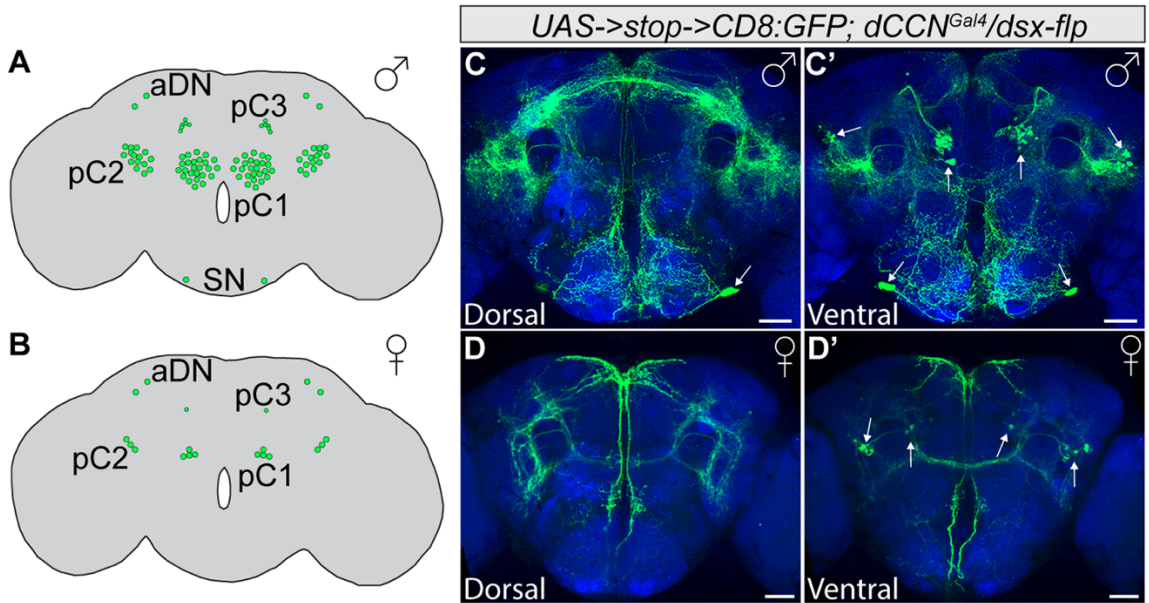 UAS->stop->CD8:GFP; dCCNGal4/dsx-flp
A
♂
aDN
pC3
pC2
pC1
SN
B
♀
aDN
pC3
pC2
pC1
C
♂
Dorsal
C'
♂
Ventral
D
♀
Dorsal
D'
♀
Ventral